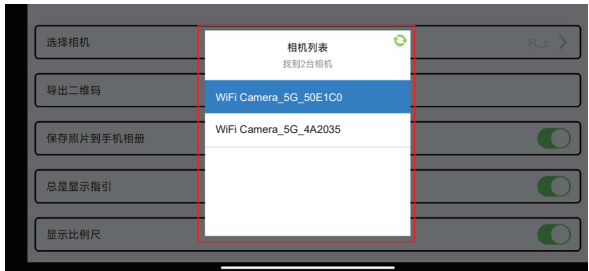 选择相机
FL_c
导出二维码
保存照片到手机相册
总是显示指引
显示比例尺
相机列表
找到2台相机
WiFi Camera_5G_50E1C0
WiFi Camera_5G_4A2035